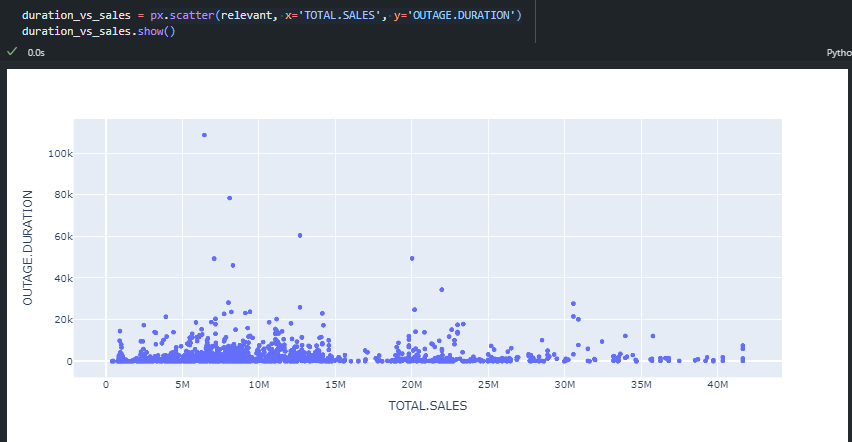 duration_vs_sales = px.scatter(relevant, x='TOTAL.SALES', y='OUTAGE.DURATION')
duration_vs_sales.show()
0.0s
Pytho
100k
80k
60k
40k
20k
0
OUTAGE.DURATION
0 5M 10M 15M 20M 25M 30M 35M 40M
TOTAL.SALES